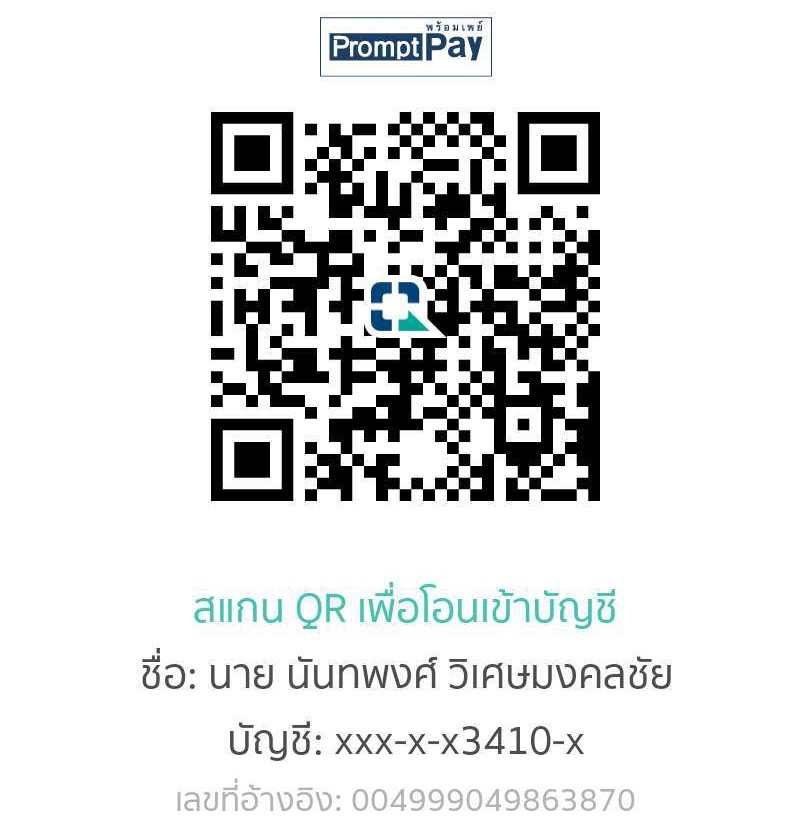 พร้อมเพย์
PromptPay
สแกน QR เพื่อโอนเข้าบัญชี
ชื่อ: นาย นันทพงศ์ วิเศษมงคลชัย
บัญชี: xxx-x-x3410-x
เลขที่อ้างอิง: 004999049863870